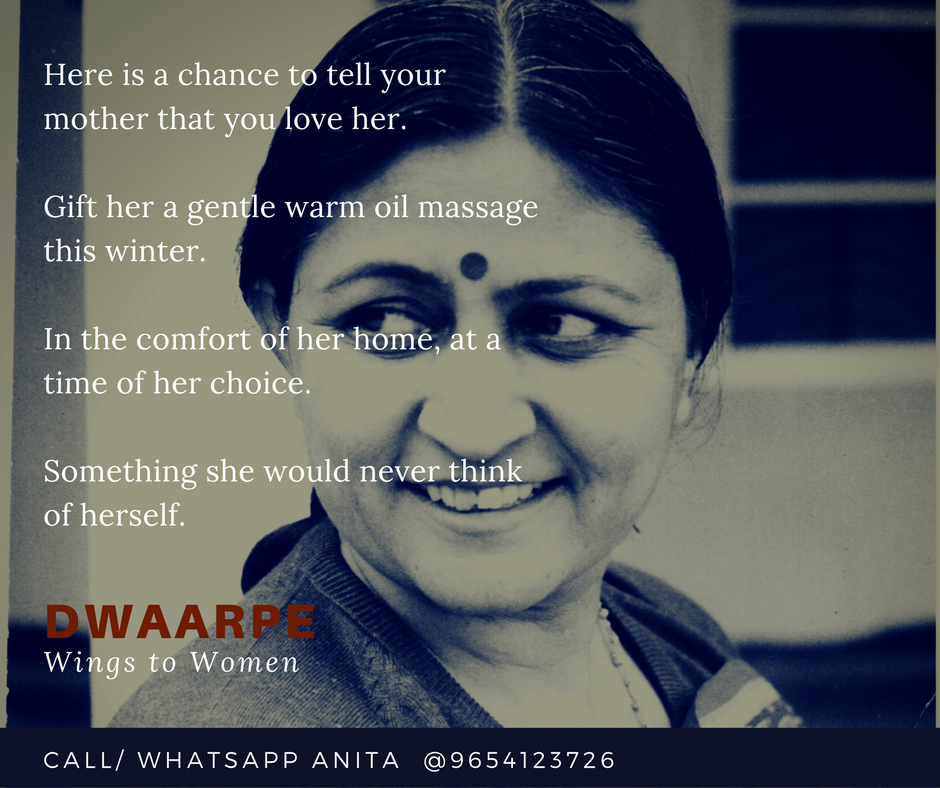 Here is a chance to tell your
mother that you love her.
Gift her a gentle warm oil massage
this winter.
In the comfort of her home, at a
time of her choice.
Something she would never think
of herself.
DWAARPE
Wings to Women
CALL/ WHATSAPP ANITA @9654123726